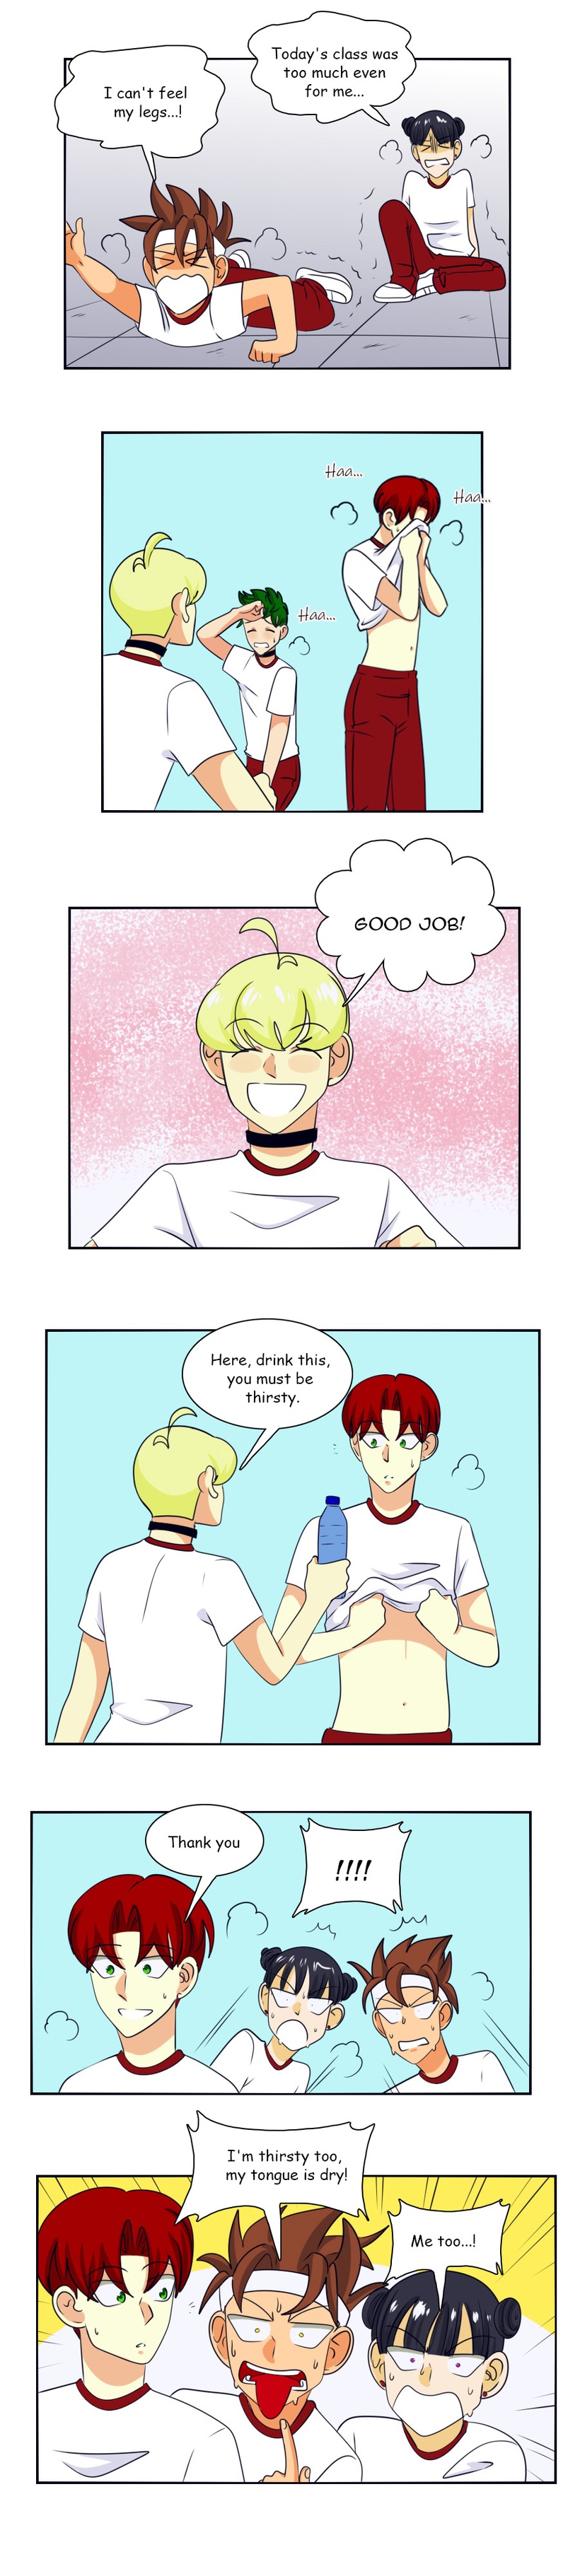 Today's class was
too much even
for me...
I can't feel
my legs...!
Haa...
Haa...
Haa...
GOOD JOB!
Here, drink this,
you must be
thirsty.
Thank you
!!!!
I'm thirsty too,
my tongue is dry!
Me too...!